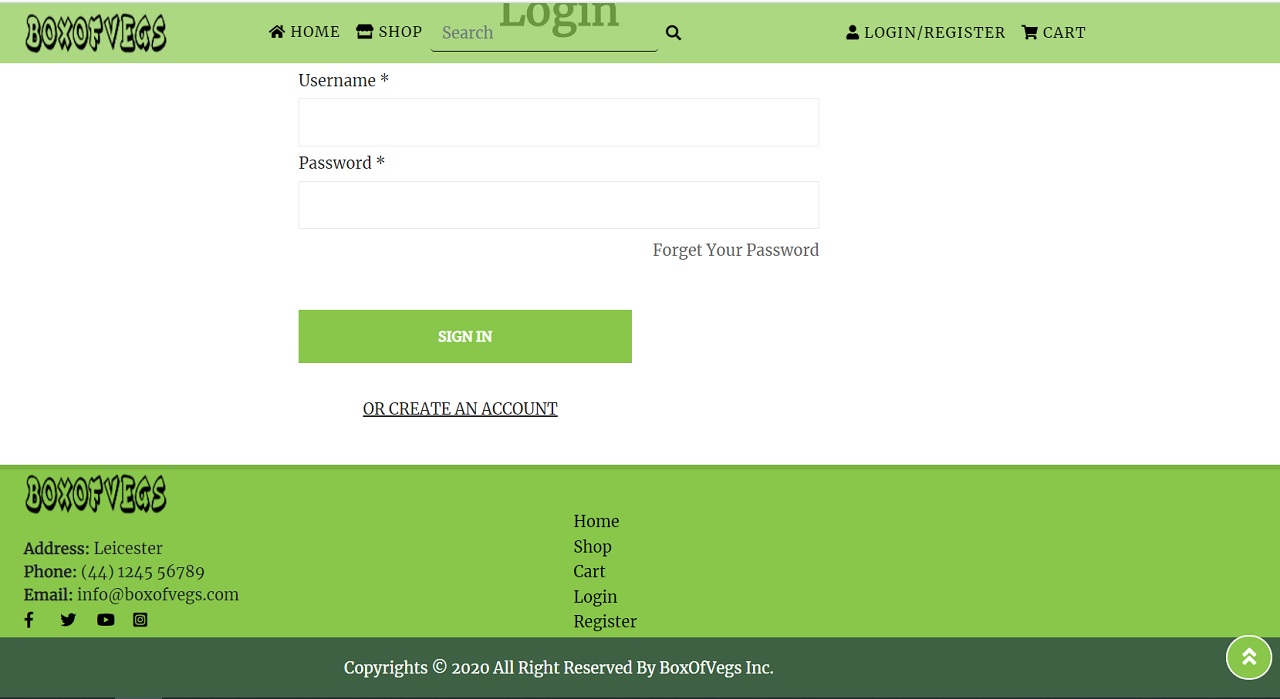 Login
BOXOFVEGS HOME SHOP Search LOGIN/REGISTER CART
Username *
Password *
Forget Your Password
SIGN IN
OR CREATE AN ACCOUNT
BOXOFVEGS
Address: Leicester
Phone: (44) 1245 56789
Email: info@boxofvegs.com
Home
Shop
Cart
Login
Register
Copyrights © 2020 All Right Reserved By BoxOfVegs Inc.